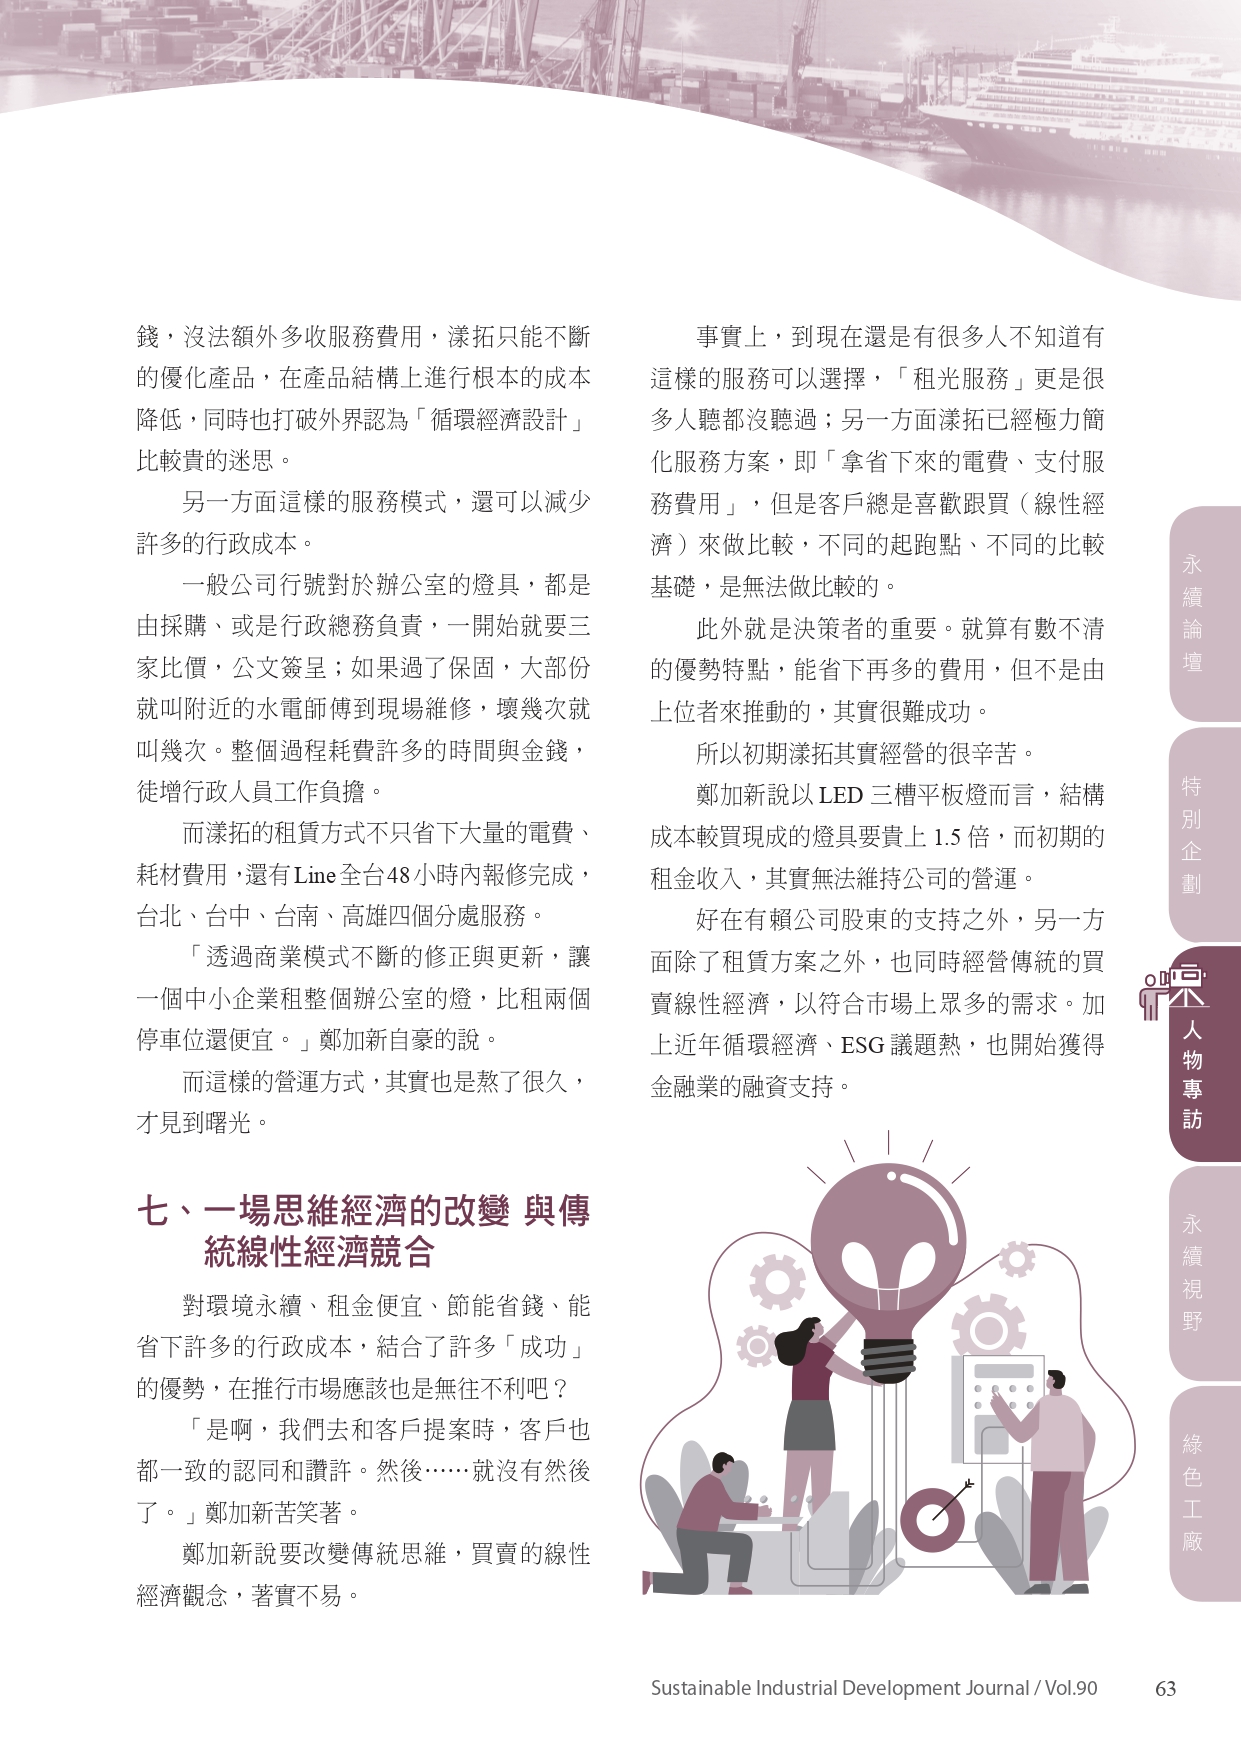 錢，沒法額外多收服務費用，漾拓只能不斷
的優化產品，在產品結構上進行根本的成本
降低，同時也打破外界認為「循環經濟設計」
比較貴的迷思。
另一方面這樣的服務模式，還可以減少
許多的行政成本。
一般公司行號對於辦公室的燈具，都是
由採購、或是行政總務負責，一開始就要三
家比價，公文簽呈；如果過了保固，大部份
就叫附近的水電師傅到現場維修，壞幾次就
叫幾次。整個過程耗費許多的時間與金錢，
徒增行政人員工作負擔。
而漾拓的租賃方式不只省下大量的電費、
耗材費用，還有Line全台48小時內報修完成，
台北、台中、台南、高雄四個分處服務。
「透過商業模式不斷的修正與更新，讓
一個中小企業租整個辦公室的燈，比租兩個
停車位還便宜。」鄭加新自豪的說。
而這樣的營運方式，其實也是熬了很久，
才見到曙光。
七、一場思維經濟的改變 與傳
統線性經濟競合
對環境永續、租金便宜、節能省錢、能
省下許多的行政成本，結合了許多「成功」
的優勢，在推行市場應該也是無往不利吧？
「是啊，我們去和客戶提案時，客戶也
都一致的認同和讚許。然後……就沒有然後
了。」鄭加新苦笑著。
鄭加新說要改變傳統思維，買賣的線性
經濟觀念，著實不易。
事實上，到現在還是有很多人不知道有
這樣的服務可以選擇，「租光服務」更是很
多人聽都沒聽過；另一方面漾拓已經極力簡
化服務方案，即「拿省下來的電費、支付服
務費用」，但是客戶總是喜歡跟買（線性經
濟）來做比較，不同的起跑點、不同的比較
基礎，是無法做比較的。
此外就是決策者的重要。就算有數不清
的優勢特點，能省下再多的費用，但不是由
上位者來推動的，其實很難成功。
所以初期漾拓其實經營的很辛苦。
鄭加新說以 LED 三槽平板燈而言，結構
成本較買現成的燈具要貴上 1.5 倍，而初期的
租金收入，其實無法維持公司的營運。
好在有賴公司股東的支持之外，另一方
面除了租賃方案之外，也同時經營傳統的買
賣線性經濟，以符合市場上眾多的需求。加
上近年循環經濟、ESG 議題熱，也開始獲得
金融業的融資支持。
永續論壇
特別企劃
人物專訪
永續視野
綠色工廠
Sustainable Industrial Development Journal / Vol.90
63